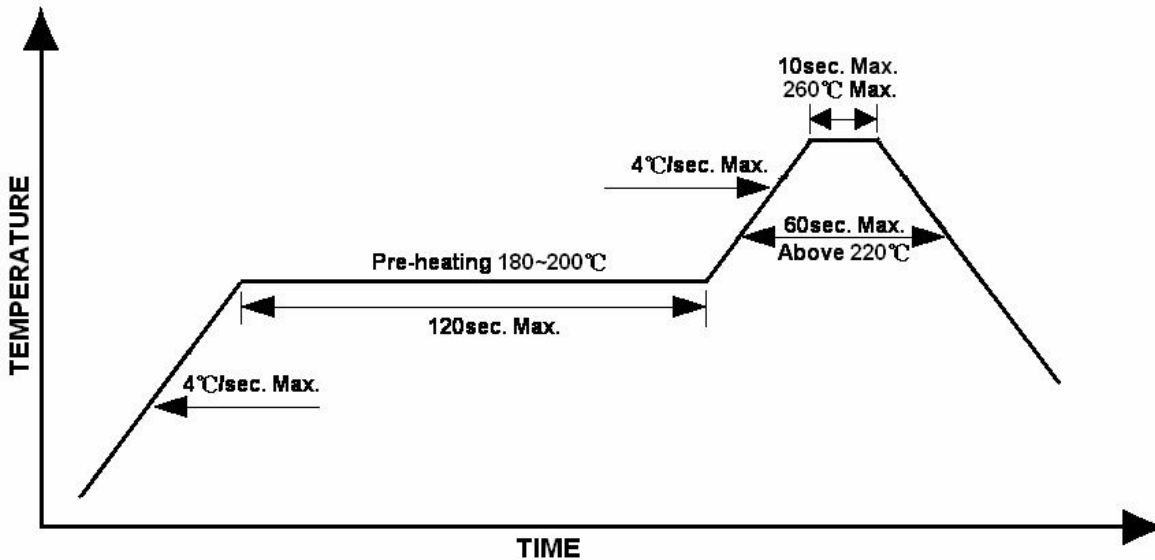 10sec. Max.
260℃ Max.
4℃/sec. Max.
60sec. Max.
Above 220℃
Pre-heating 180~200℃
120sec. Max.
4℃/sec. Max.
TEMPERATURE
TIME